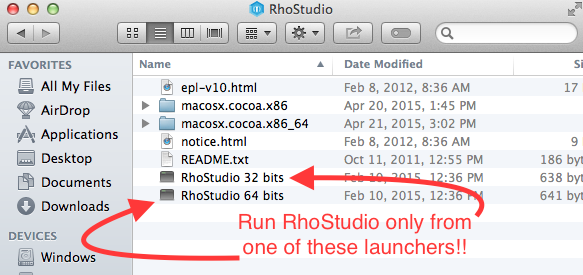 RhoStudio
FAVORITES
All My Files
AirDrop
Applications
Desktop
Documents
Downloads
DEVICES
Windows
Name Date Modified Si
epl-v10.html Feb 8, 2012, 8:36 AM 17
macosx.cocoa.x86 Apr 20, 2015, 1:45 PM
macosx.cocoa.x86_64 Apr 21, 2015, 3:02 PM
notice.html Feb 8, 2012, 8:36 AM 9
README.txt Oct 11, 2011, 12:55 PM 186 byt
RhoStudio 32 bits Feb 10, 2015, 12:36 PM 638 byt
RhoStudio 64 bits Feb 10, 2015, 12:36 PM 641 byt
Run RhoStudio only from
one of these launchers!!